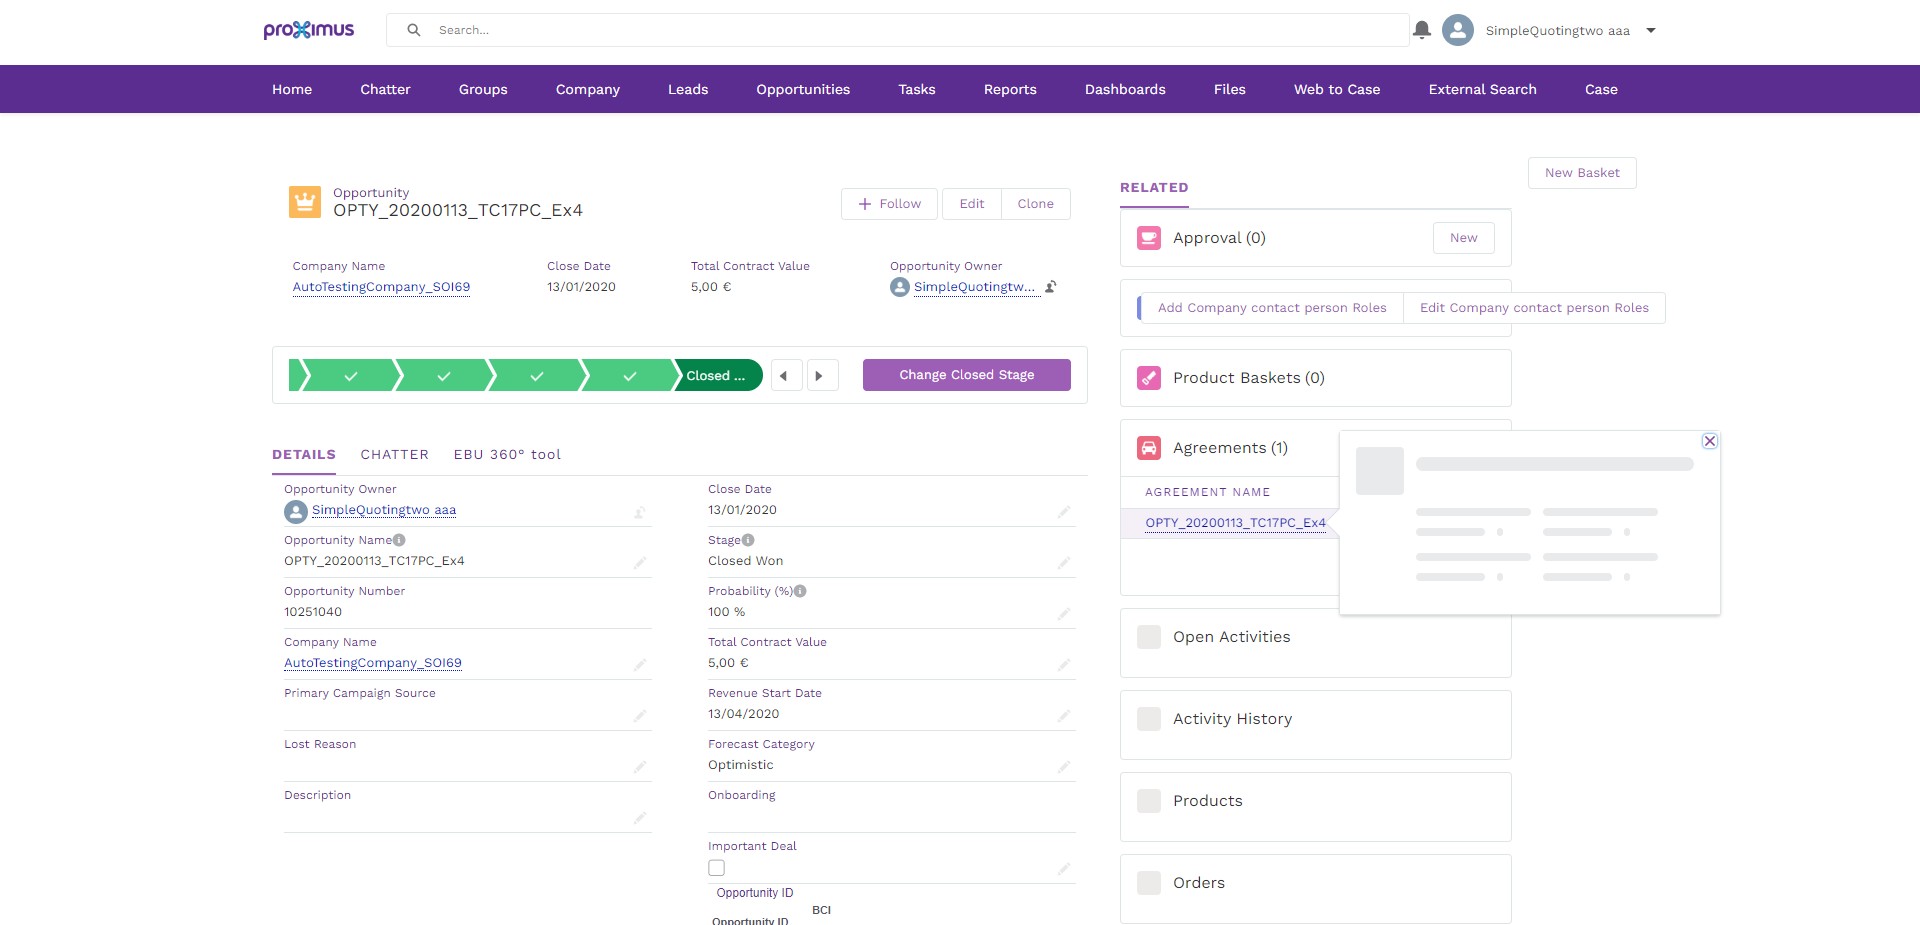 proximus
Search...
SimpleQuotingtwo aaa
Home Chatter Groups Company Leads Opportunities Tasks Reports Dashboards Files Web to Case External Search Case
New Basket
Opportunity
OPTY_20200113_TC17PC_Ex4
Follow Edit Clone
Company Name Close Date Total Contract Value Opportunity Owner
AutoTestingCompany_SOI69 13/01/2020 5,00 € SimpleQuotingtw...
Closed ... Change Closed Stage
DETAILS CHATTER EBU 360° tool
Opportunity Owner
SimpleQuotingtwo aaa
Opportunity Name
OPTY_20200113_TC17PC_Ex4
Opportunity Number
10251040
Company Name
AutoTestingCompany_SOI69
Primary Campaign Source
Lost Reason
Description
Close Date
13/01/2020
Stage
Closed Won
Probability (%)
100 %
Total Contract Value
5,00 €
Revenue Start Date
13/04/2020
Forecast Category
Optimistic
Onboarding
Important Deal
Opportunity ID
BCI
Opportunity ID
RELATED
Approval (0) New
Add Company contact person Roles Edit Company contact person Roles
Product Baskets (0)
Agreements (1)
AGREEMENT NAME
OPTY_20200113_TC17PC_Ex4
Open Activities
Activity History
Products
Orders